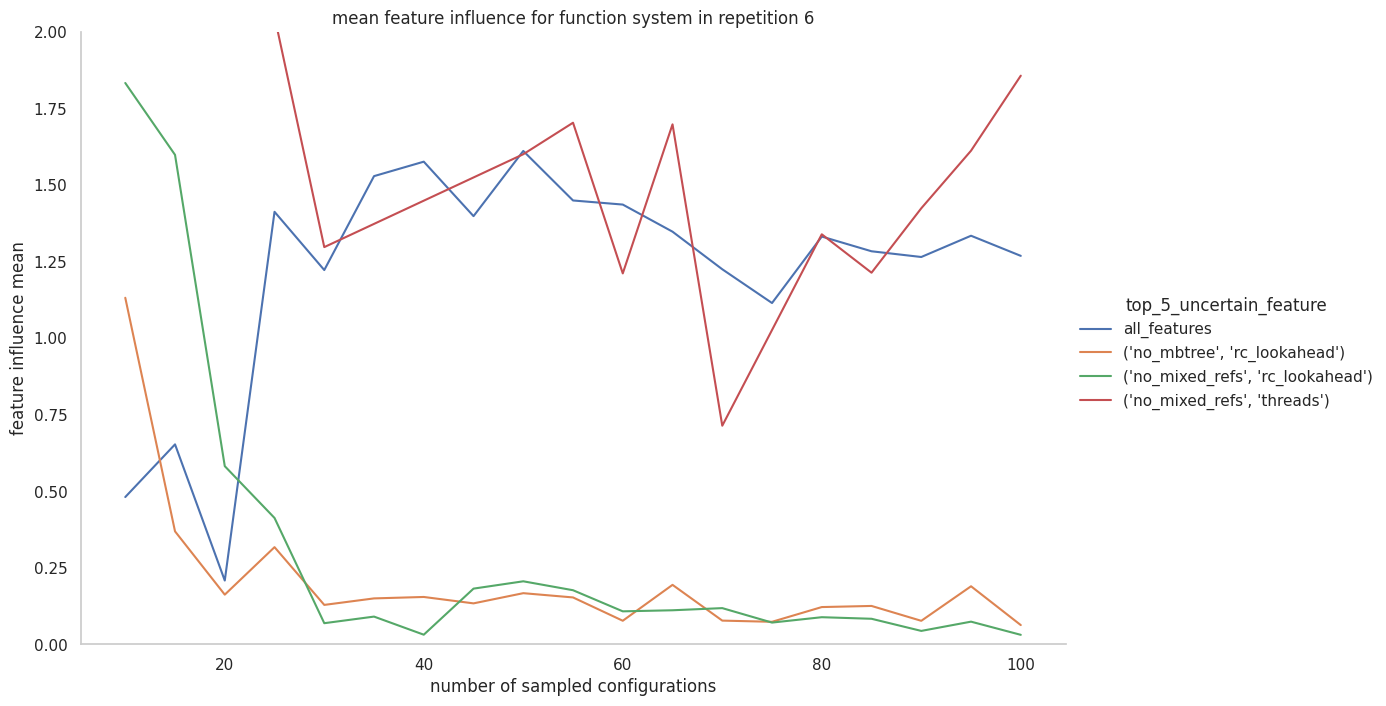 mean feature influence for function system in repetition 6
2.00
1.75
1.50
1.25
1.00
0.75
0.50
0.25
0.00
feature influence mean
20
40
60
80
100
number of sampled configurations
top_5_uncertain_feature
all_features
('no_mbtree', 'rc_lookahead')
('no_mixed_refs', 'rc_lookahead')
('no_mixed_refs', 'threads')